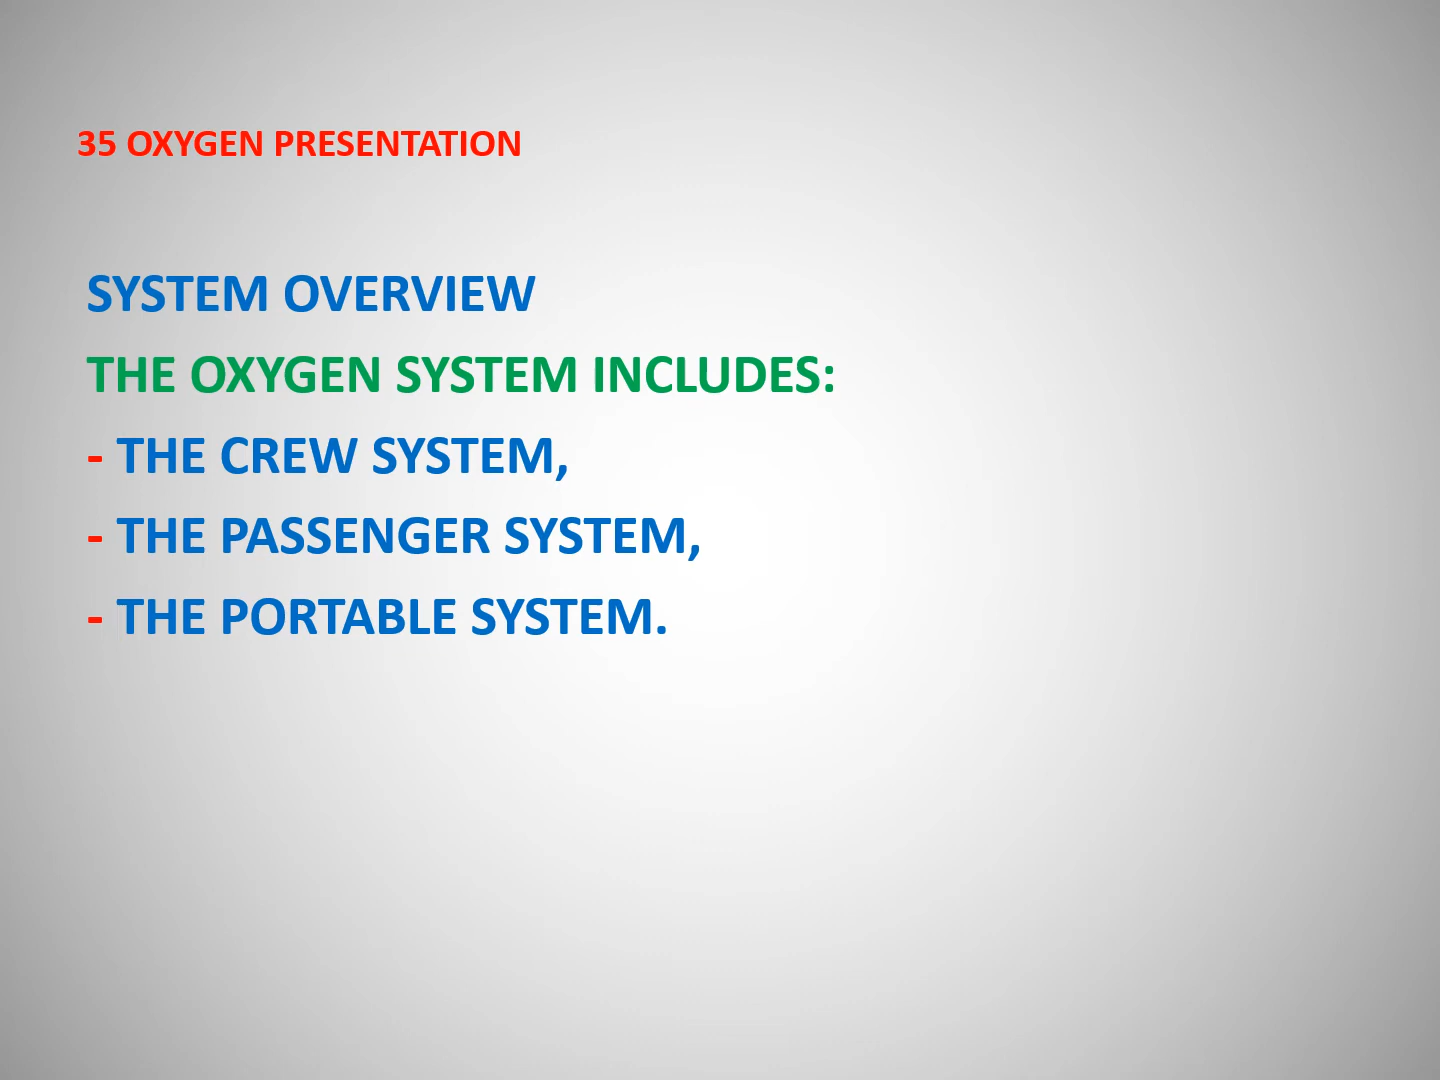 35 OXYGEN PRESENTATION
SYSTEM OVERVIEW
THE OXYGEN SYSTEM INCLUDES:
- THE CREW SYSTEM,
- THE PASSENGER SYSTEM,
- THE PORTABLE SYSTEM.